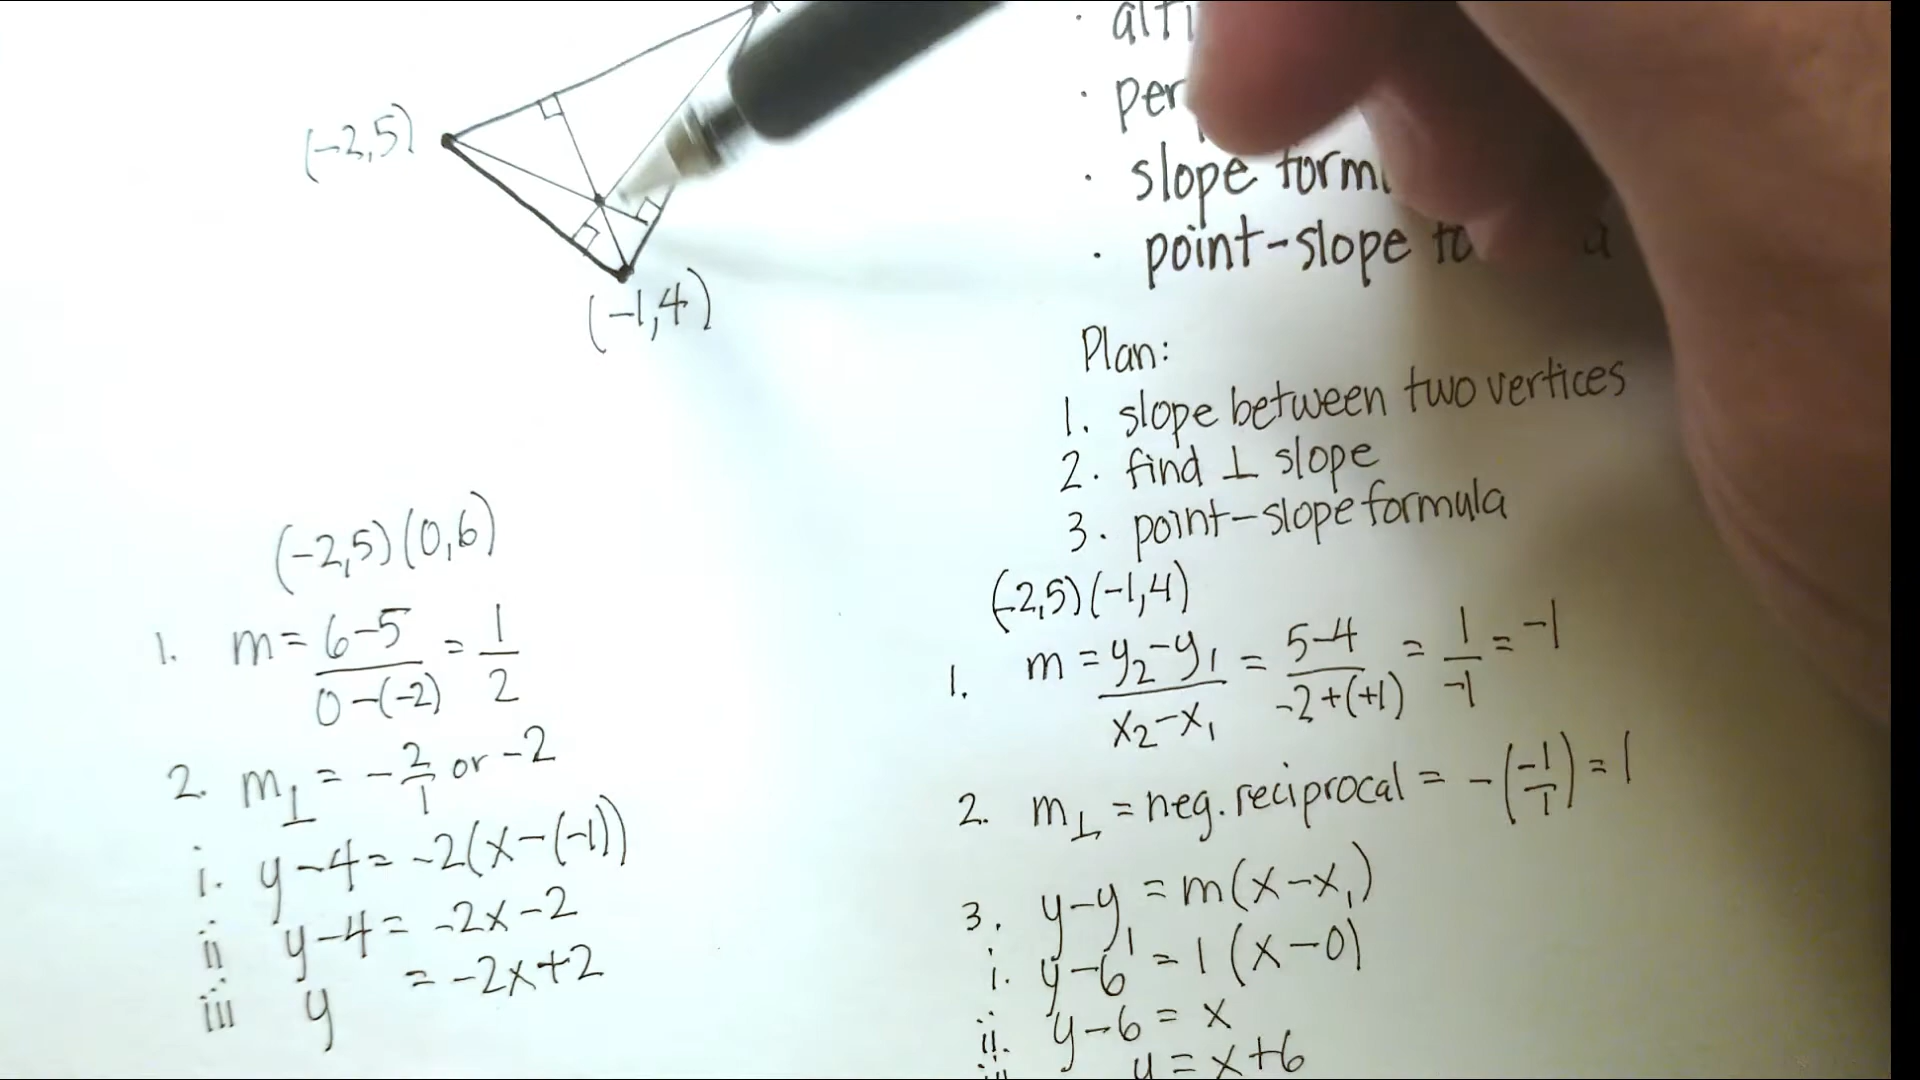 (-2,5)
(-1,4)
slope
point-slope
Plan:
1. slope between two vertices
2. find ⊥ slope
3. point-slope formula
(-2,5)(0,6)
1. m = 6-5/0-(-2) = 1/2
2. m⊥ = -2/1 or -2
i. y-4 = -2(x-(-1))
ii y-4 = -2x-2
iii y = -2x+2
(-2,5)(-1,4)
1. m = y₂-y₁/x₂-x₁ = 5-4/-2+(+1) = 1/-1 = -1
2. m⊥ = neg. reciprocal = -(-1/1) = 1
3. y-y₁ = m(x-x₁)
i. y-6 = 1(x-0)
ii. y-6 = x
iii y = x+6